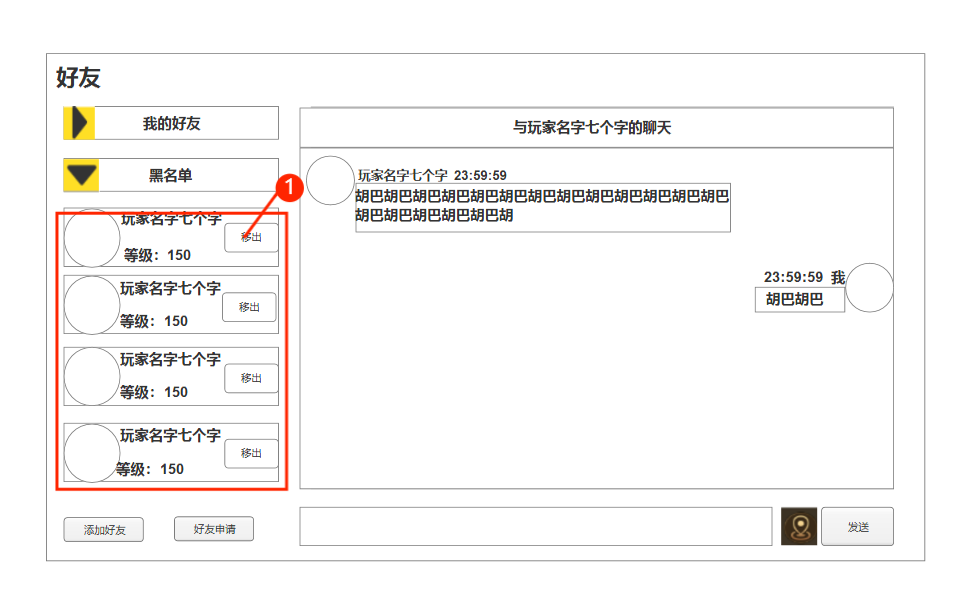 好友
我的好友
黑名单
1
玩家名字七个字
移出
等级：150
玩家名字七个字
移出
等级：150
玩家名字七个字
移出
等级：150
玩家名字七个字
移出
等级：150
添加好友
好友申请
与玩家名字七个字的聊天
玩家名字七个字 23:59:59
胡巴胡巴胡巴胡巴胡巴胡巴胡巴胡巴胡巴胡巴胡巴胡巴胡巴
胡巴胡巴胡巴胡巴胡巴胡
23:59:59 我
胡巴胡巴
发送